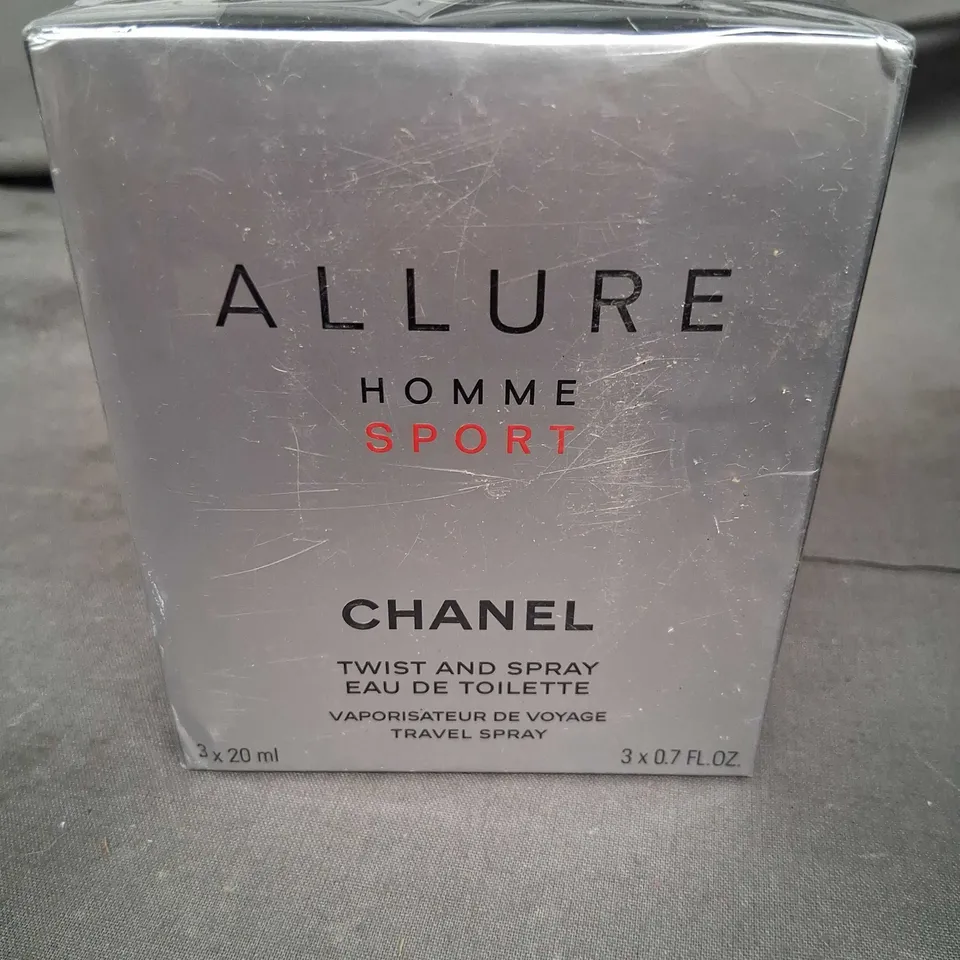 ALLURE
HOMME
SPORT
CHANEL
TWIST AND SPRAY
EAU DE TOILETTE
VAPORISATEUR DE VOYAGE
TRAVEL SPRAY
3 x 20 ml 3 x 0.7 FL.OZ.